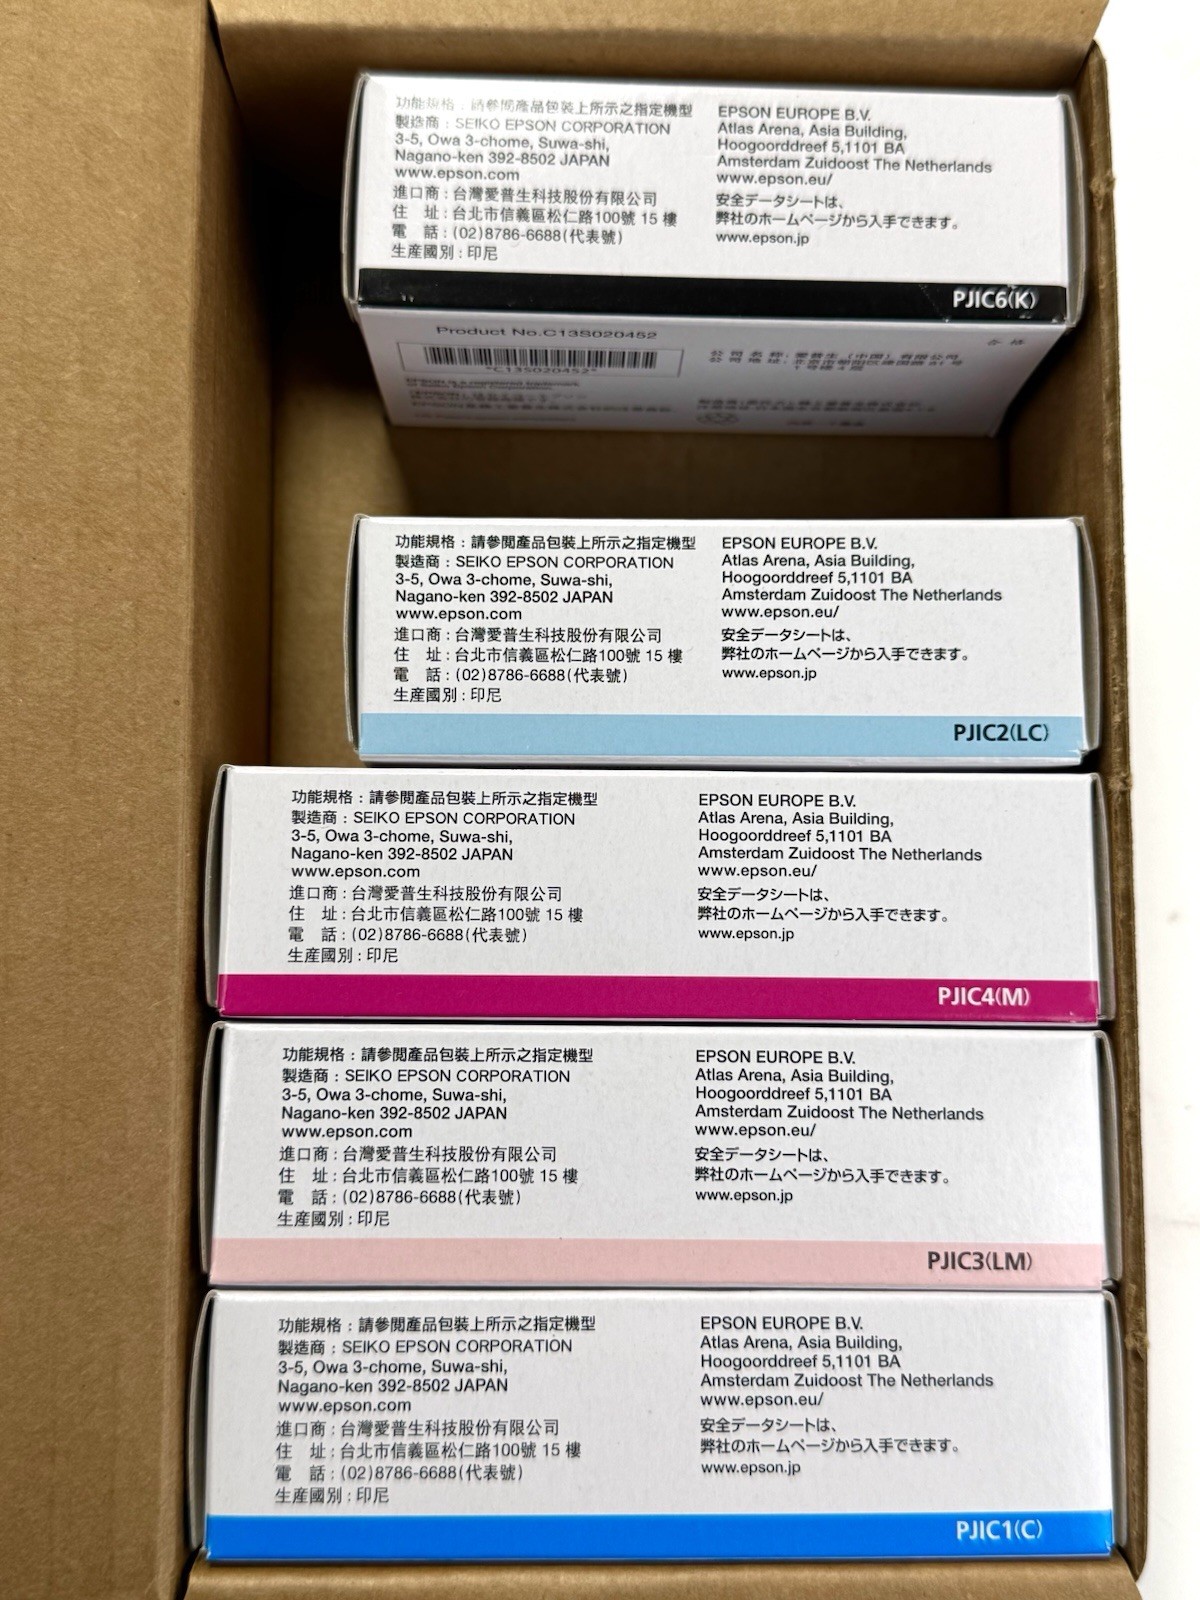 功能規格：請參閱產品包裝上所示之指定機型
製造商：SEIKO EPSON CORPORATION
3-5, Owa 3-chome, Suwa-shi,
Nagano-ken 392-8502 JAPAN
www.epson.com
進口商：台灣愛普生科技股份有限公司
住　址：台北市信義區松仁路100號 15 樓
電　話：(02)8786-6688(代表號)
生産國別：印尼
EPSON EUROPE B.V.
Atlas Arena, Asia Building,
Hoogoorddreef 5,1101 BA
Amsterdam Zuidoost The Netherlands
www.epson.eu/
安全データシートは、
弊社のホームページから入手できます。
www.epson.jp
PJIC6(K)
Product No.C13S020452
*C13S020452*
EPSON is a registered trademark
of Seiko Epson Corporation.
合 格
功能規格：請參閱產品包裝上所示之指定機型
製造商：SEIKO EPSON CORPORATION
3-5, Owa 3-chome, Suwa-shi,
Nagano-ken 392-8502 JAPAN
www.epson.com
進口商：台灣愛普生科技股份有限公司
住　址：台北市信義區松仁路100號 15 樓
電　話：(02)8786-6688(代表號)
生産國別：印尼
EPSON EUROPE B.V.
Atlas Arena, Asia Building,
Hoogoorddreef 5,1101 BA
Amsterdam Zuidoost The Netherlands
www.epson.eu/
安全データシートは、
弊社のホームページから入手できます。
www.epson.jp
PJIC2(LC)
功能規格：請參閱產品包裝上所示之指定機型
製造商：SEIKO EPSON CORPORATION
3-5, Owa 3-chome, Suwa-shi,
Nagano-ken 392-8502 JAPAN
www.epson.com
進口商：台灣愛普生科技股份有限公司
住　址：台北市信義區松仁路100號 15 樓
電　話：(02)8786-6688(代表號)
生産國別：印尼
EPSON EUROPE B.V.
Atlas Arena, Asia Building,
Hoogoorddreef 5,1101 BA
Amsterdam Zuidoost The Netherlands
www.epson.eu/
安全データシートは、
弊社のホームページから入手できます。
www.epson.jp
PJIC4(M)
功能規格：請參閱產品包裝上所示之指定機型
製造商：SEIKO EPSON CORPORATION
3-5, Owa 3-chome, Suwa-shi,
Nagano-ken 392-8502 JAPAN
www.epson.com
進口商：台灣愛普生科技股份有限公司
住　址：台北市信義區松仁路100號 15 樓
電　話：(02)8786-6688(代表號)
生産國別：印尼
EPSON EUROPE B.V.
Atlas Arena, Asia Building,
Hoogoorddreef 5,1101 BA
Amsterdam Zuidoost The Netherlands
www.epson.eu/
安全データシートは、
弊社のホームページから入手できます。
www.epson.jp
PJIC3(LM)
功能規格：請參閱產品包裝上所示之指定機型
製造商：SEIKO EPSON CORPORATION
3-5, Owa 3-chome, Suwa-shi,
Nagano-ken 392-8502 JAPAN
www.epson.com
進口商：台灣愛普生科技股份有限公司
住　址：台北市信義區松仁路100號 15 樓
電　話：(02)8786-6688(代表號)
生産國別：印尼
EPSON EUROPE B.V.
Atlas Arena, Asia Building,
Hoogoorddreef 5,1101 BA
Amsterdam Zuidoost The Netherlands
www.epson.eu/
安全データシートは、
弊社のホームページから入手できます。
www.epson.jp
PJIC1(C)